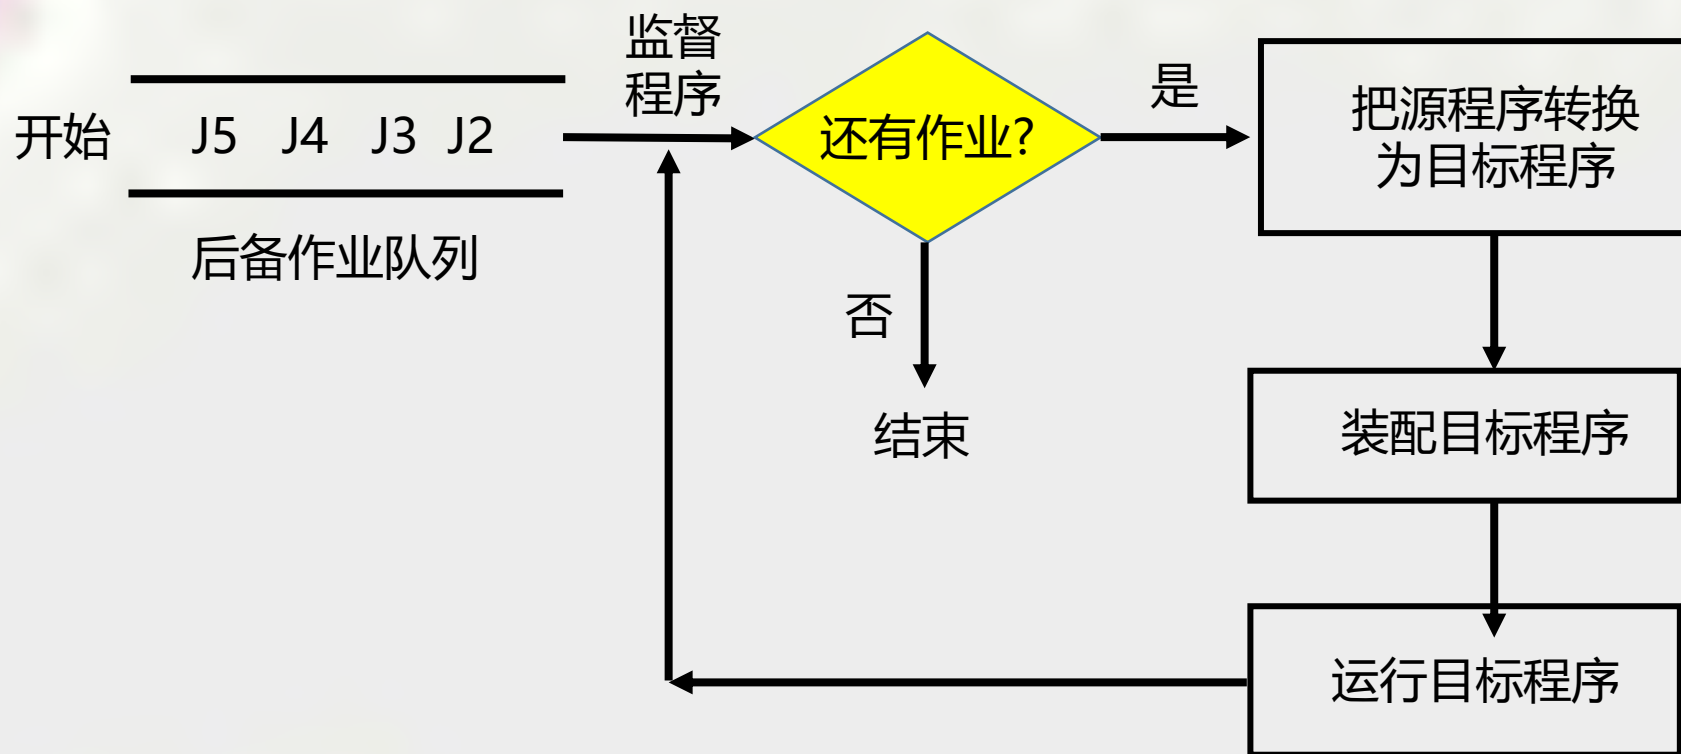 监督
程序
开始
J5 J4 J3 J2
后备作业队列
还有作业?
是
否
结束
把源程序转换
为目标程序
装配目标程序
运行目标程序